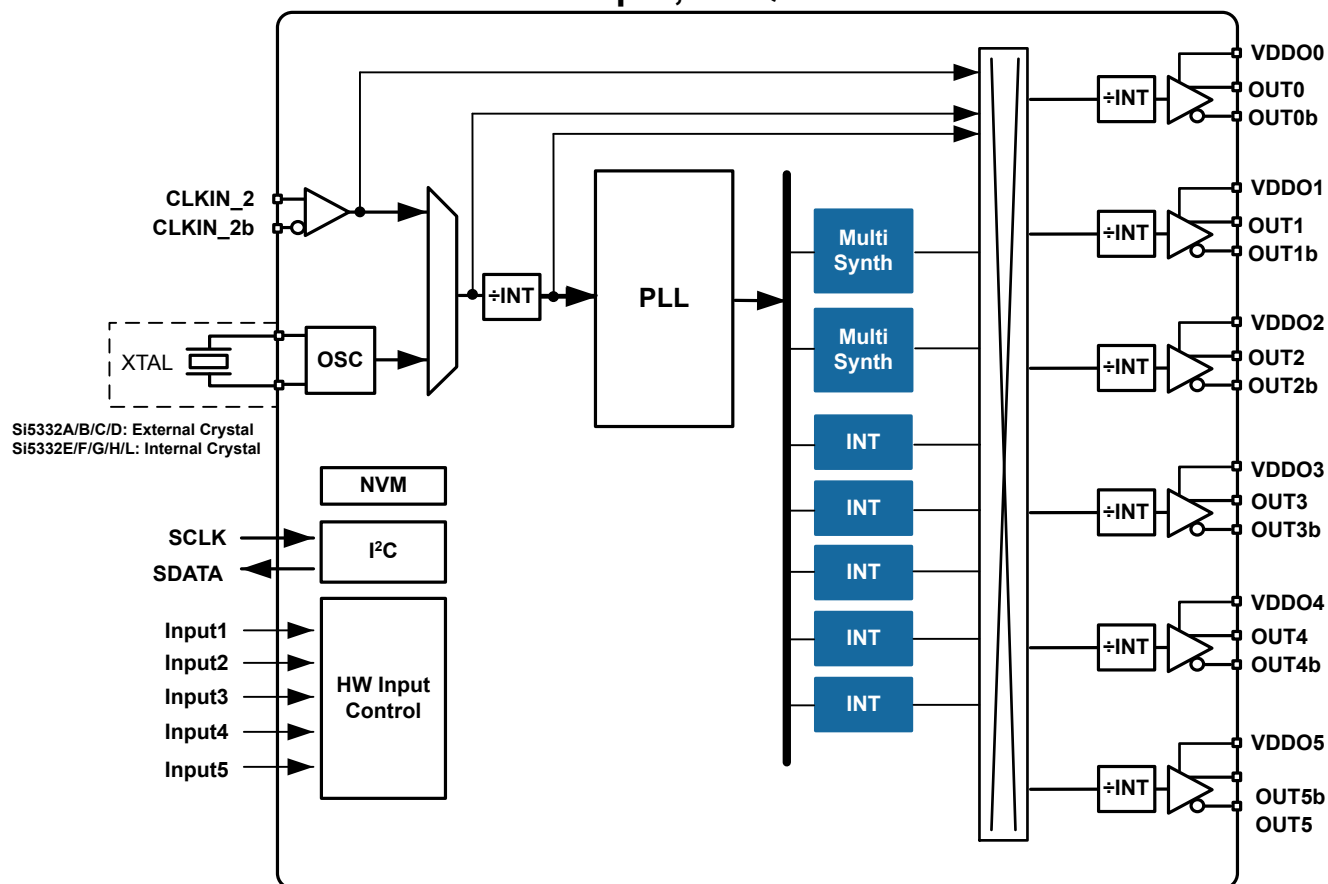 VDDO0
OUT0
OUT0b
÷INT
CLKIN_2
CLKIN_2b
VDDO1
OUT1
OUT1b
÷INT
Multi
Synth
÷INT
PLL
XTAL
OSC
Multi
Synth
VDDO2
OUT2
OUT2b
÷INT
Si5332A/B/C/D: External Crystal
Si5332E/F/G/H/L: Internal Crystal
INT
NVM
INT
VDDO3
OUT3
OUT3b
÷INT
SCLK
SDATA
I²C
INT
Input1
Input2
Input3
Input4
Input5
HW Input
Control
INT
INT
VDDO4
OUT4
OUT4b
÷INT
VDDO5
OUT5b
OUT5
÷INT